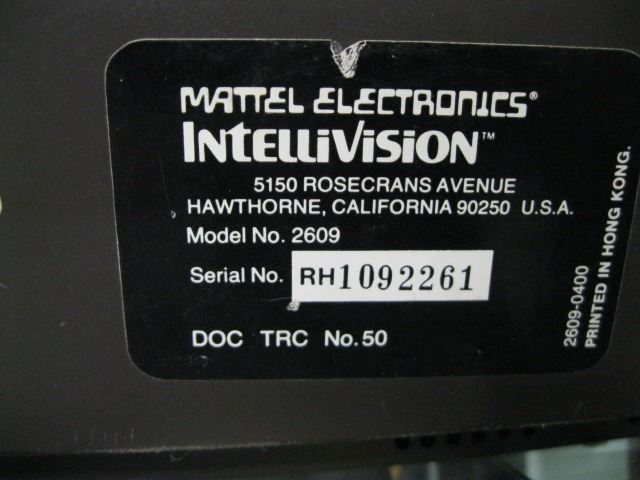 MATTEL ELECTRONICS®
INTELLIVISION™
5150 ROSECRANS AVENUE
HAWTHORNE, CALIFORNIA 90250 U.S.A.
Model No. 2609
Serial No. RH1092261
DOC TRC No.50
2609-0400
PRINTED IN HONG KONG.